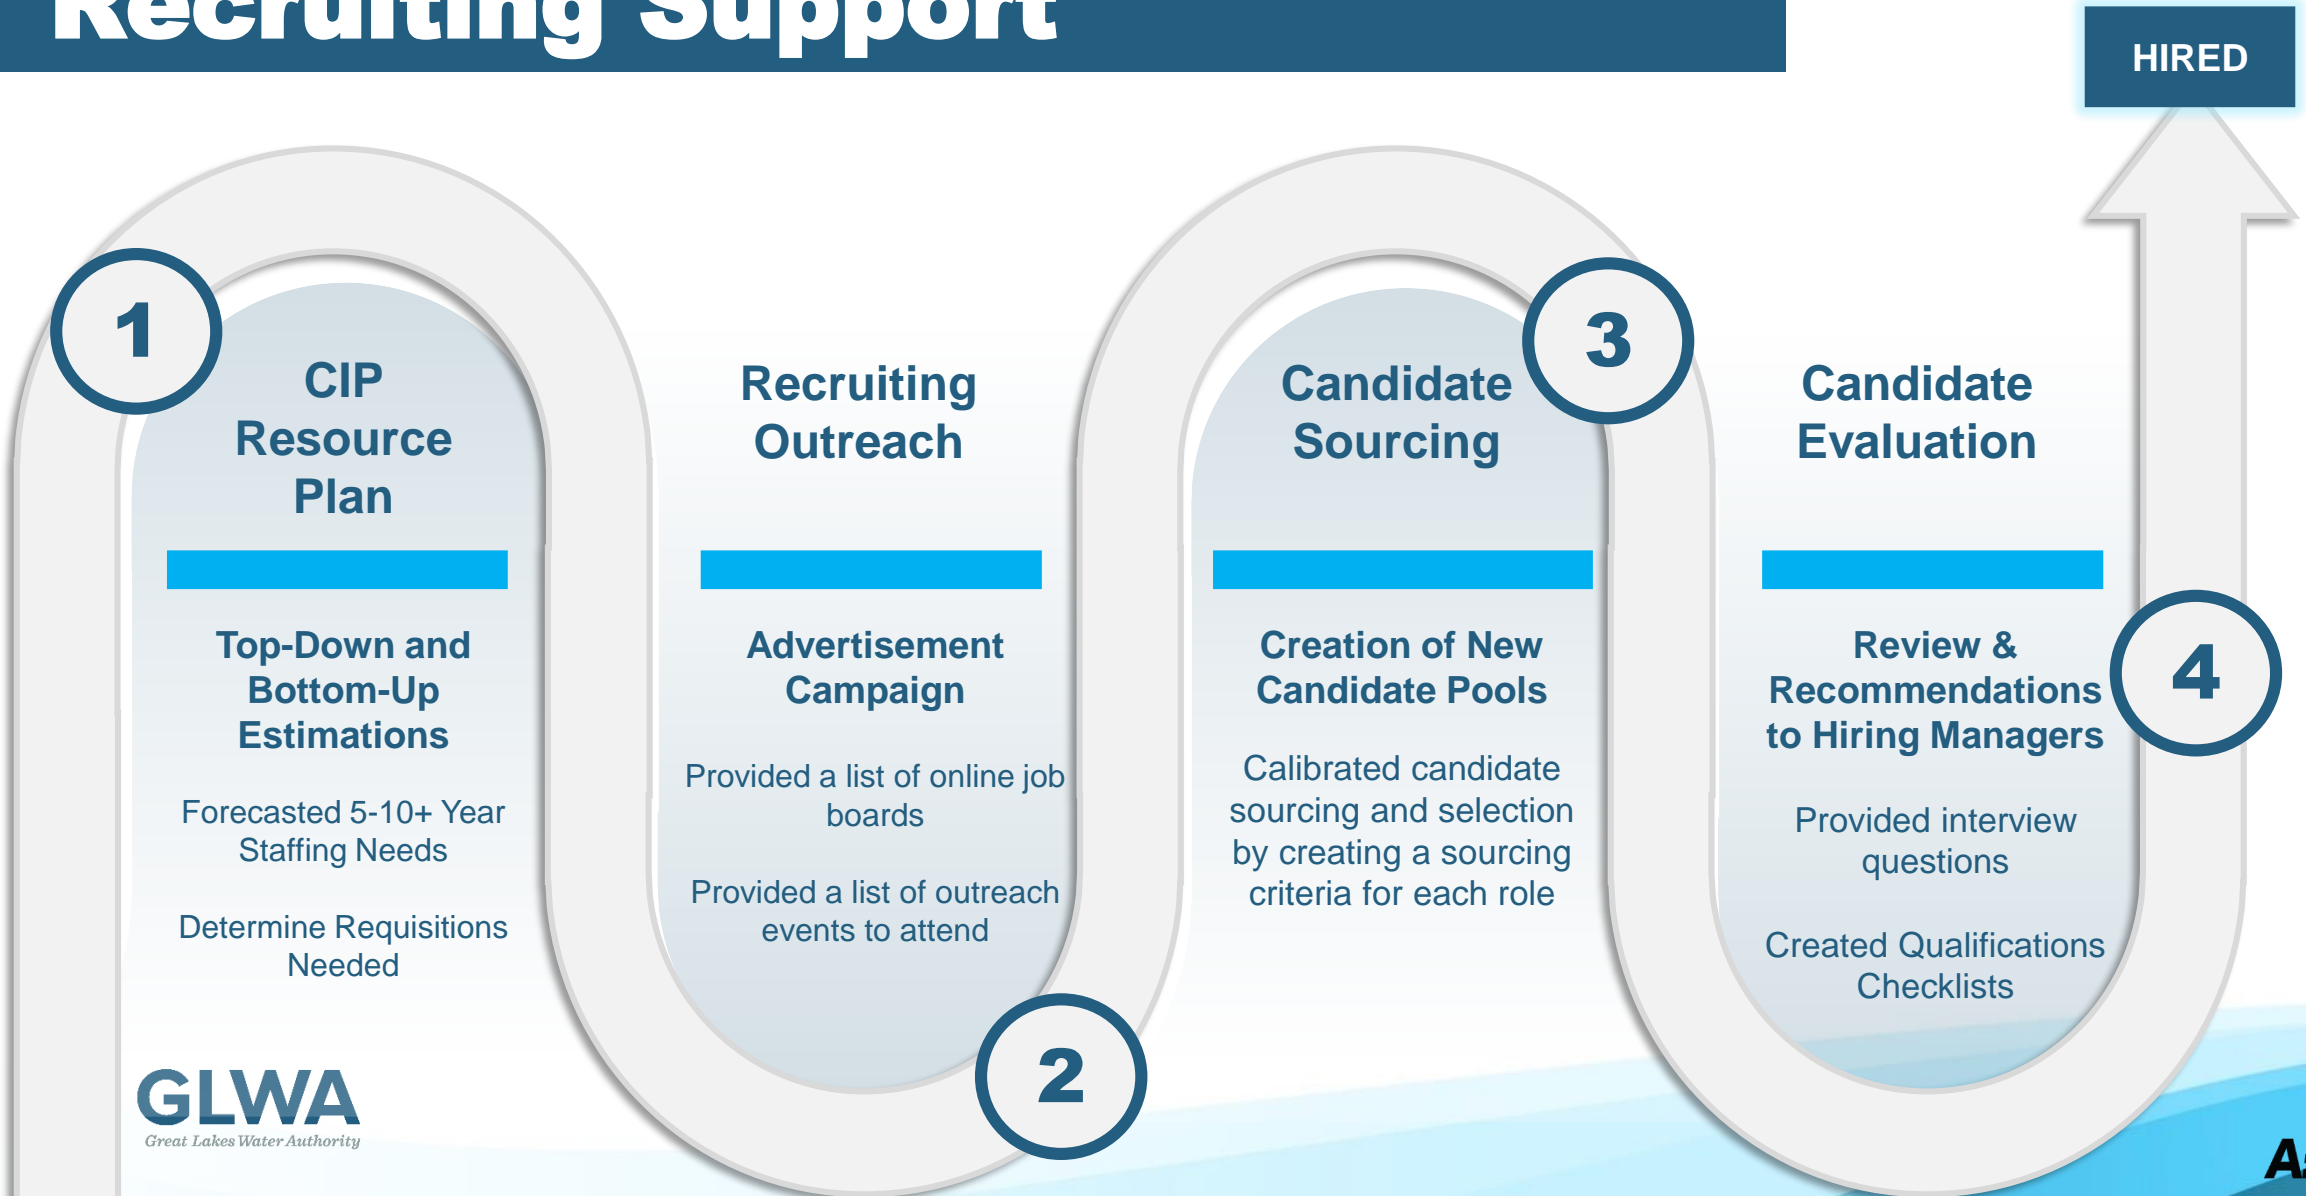 Recruiting Support
HIRED
1
CIP
Resource
Plan
Top-Down and
Bottom-Up
Estimations
Forecasted 5-10+ Year
Staffing Needs
Determine Requisitions
Needed
Recruiting
Outreach
Advertisement
Campaign
Provided a list of online job
boards
Provided a list of outreach
events to attend
2
Candidate
Sourcing
3
Creation of New
Candidate Pools
Calibrated candidate
sourcing and selection
by creating a sourcing
criteria for each role
Candidate
Evaluation
Review &
Recommendations
to Hiring Managers
4
Provided interview
questions
Created Qualifications
Checklists
GLWA
Great Lakes Water Authority